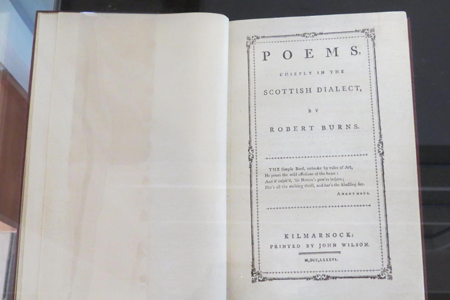 POEMS,
CHIEFLY IN THE
SCOTTISH DIALECT,
BY
ROBERT BURNS.
THE Simple Bard, unbroke by rules of Art,
He pours the wild effusions of the heart:
And if inspir'd, 'tis Nature's pow'rs inspire;
Her's all the melting thrill, and her's the kindling fire.
ANONYMOUS.
KILMARNOCK:
PRINTED BY JOHN WILSON.
M,DCC,LXXXVI.